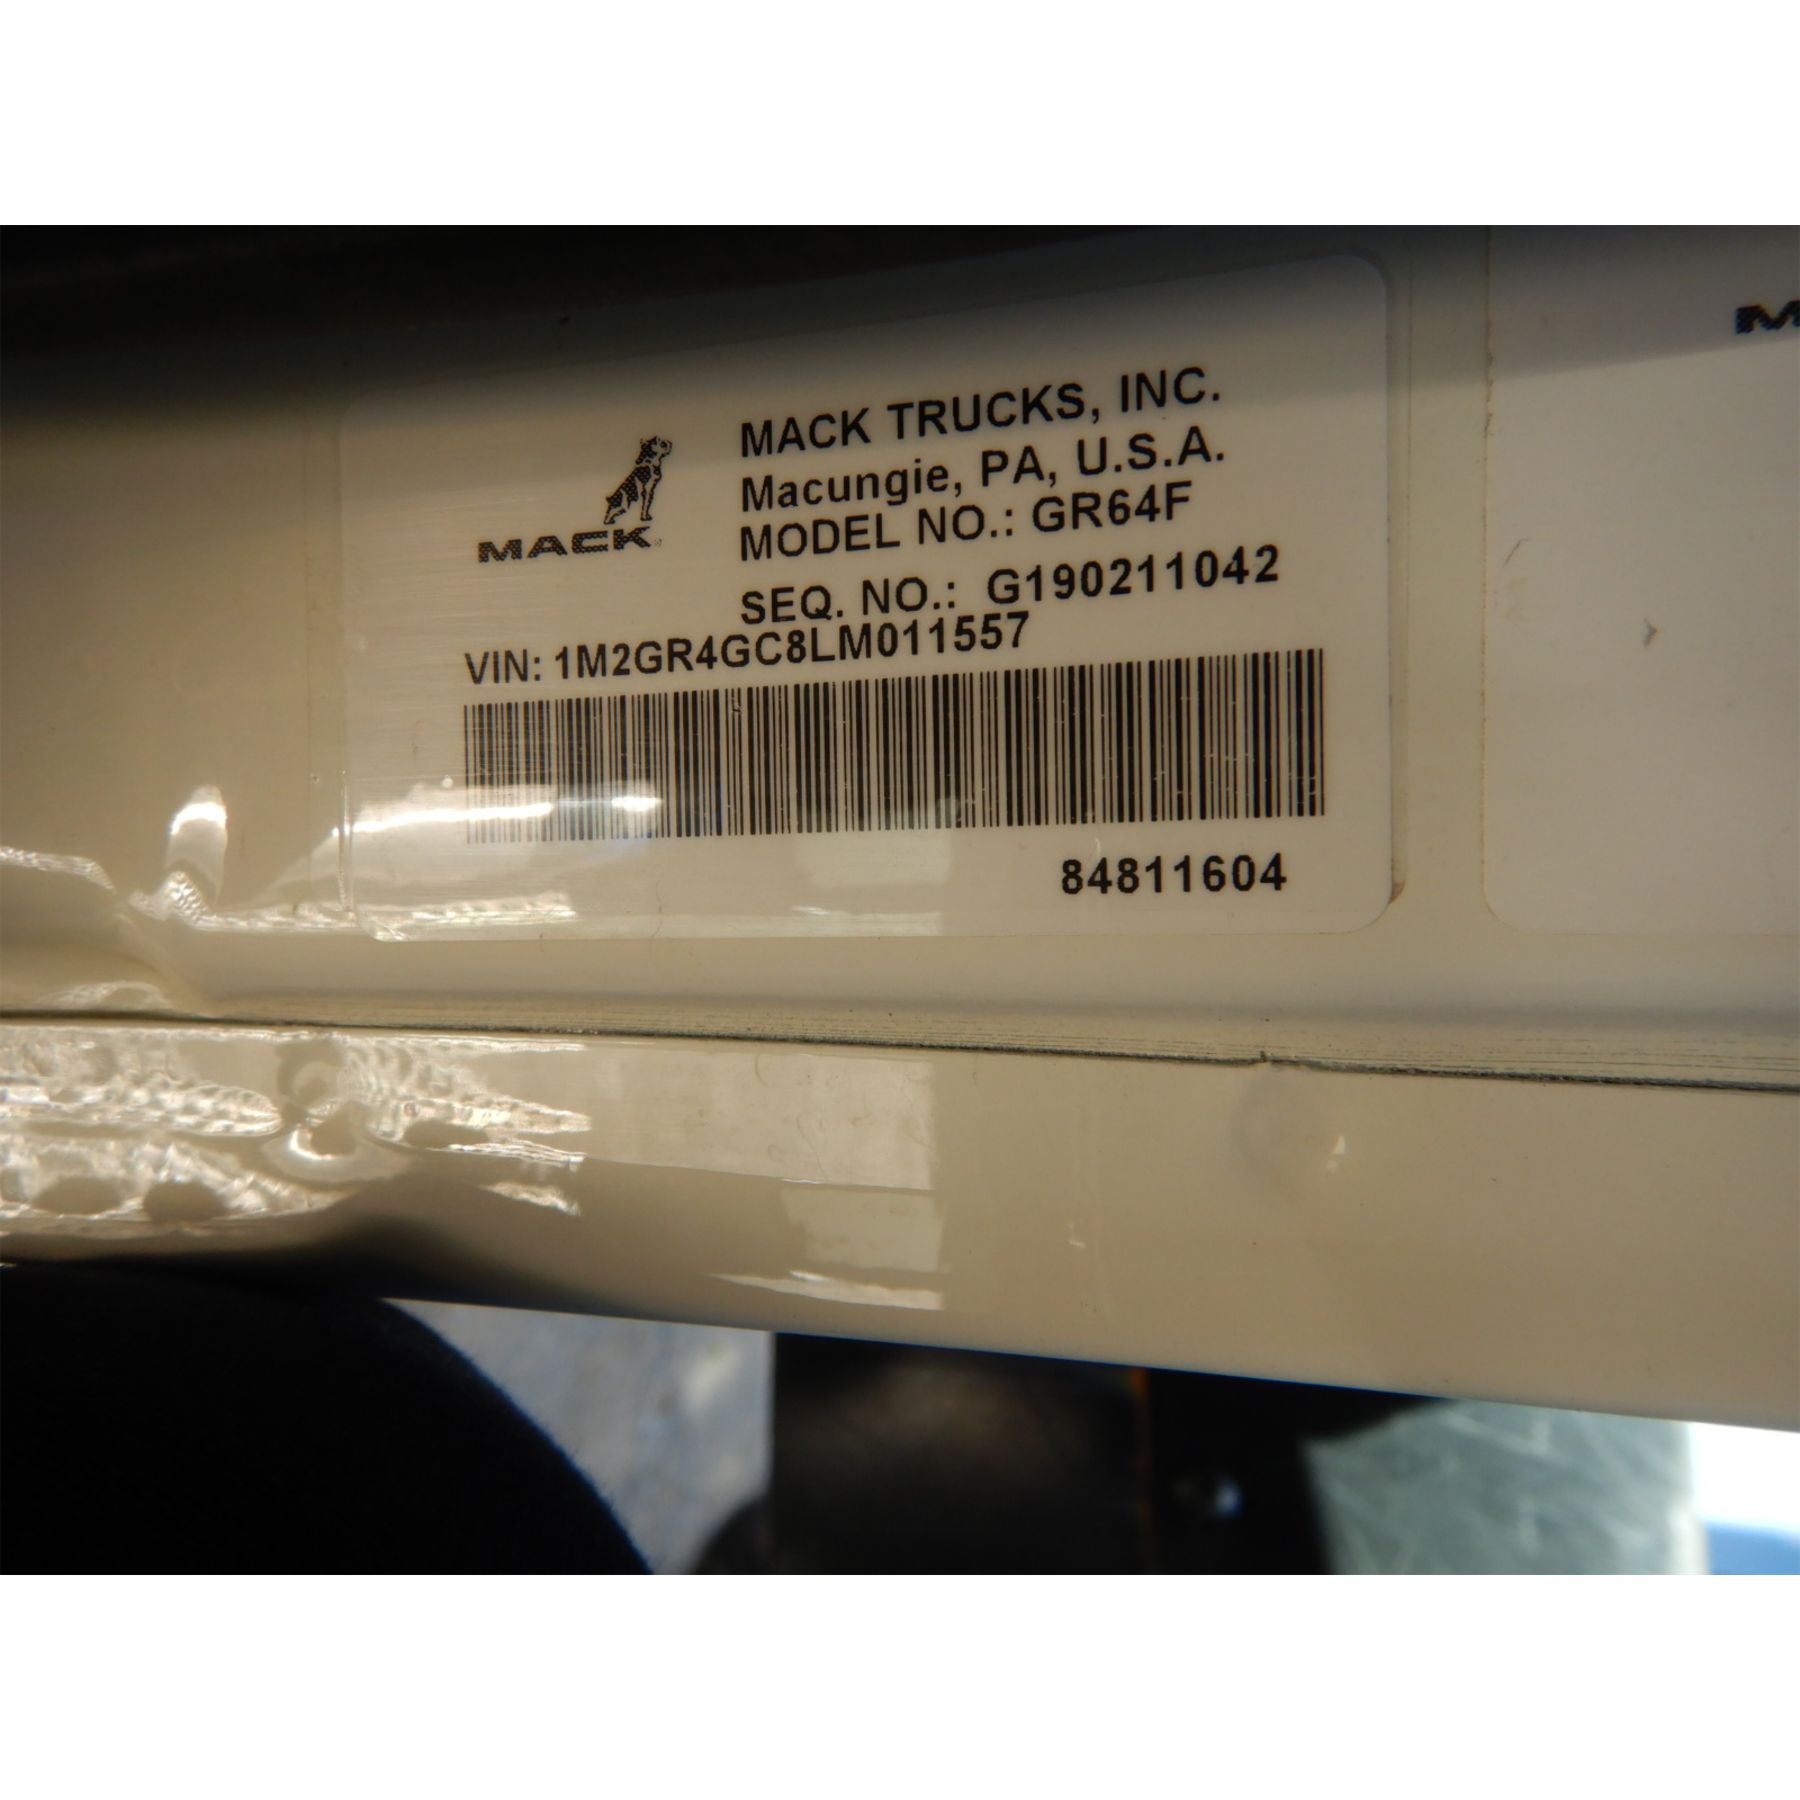 MACK TRUCKS, INC.
Macungie, PA, U.S.A.
MACK
MODEL NO.: GR64F
SEQ. NO.: G190211042
VIN: 1M2GR4GC8LM011557
84811604